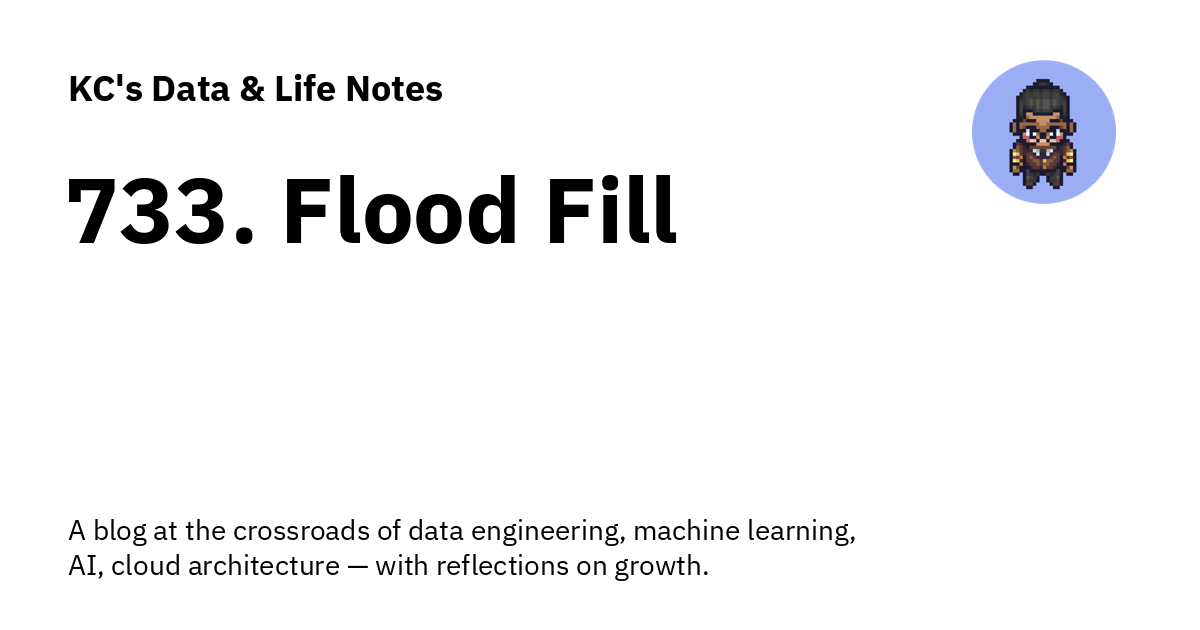 KC's Data & Life Notes
733. Flood Fill
A blog at the crossroads of data engineering, machine learning,
AI, cloud architecture — with reflections on growth.